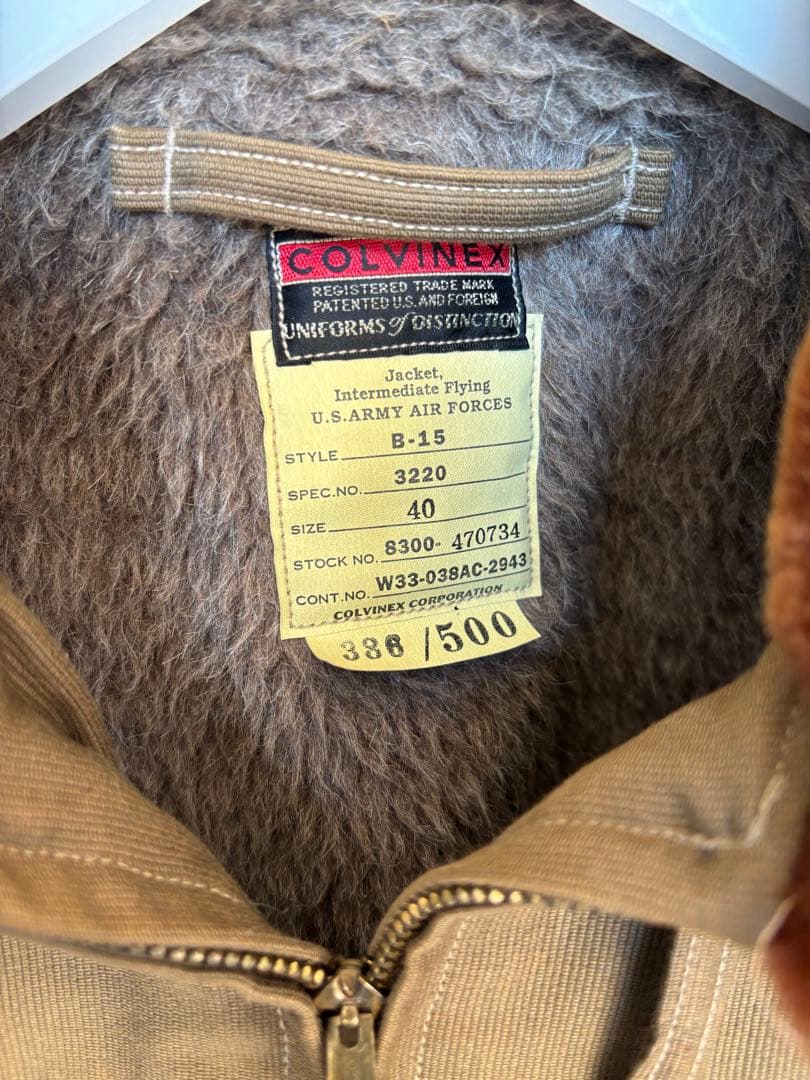 COLVINEX
REGISTERED TRADE MARK
PATENTED U.S. AND FOREIGN
UNIFORMS of DISTINCTION
Jacket,
Intermediate Flying
U.S. ARMY AIR FORCES
STYLE B-15
SPEC. NO. 3220
SIZE 40
STOCK NO. 8300- 470734
CONT. NO. W33-038AC-2943
COLVINEX CORPORATION
336 /500